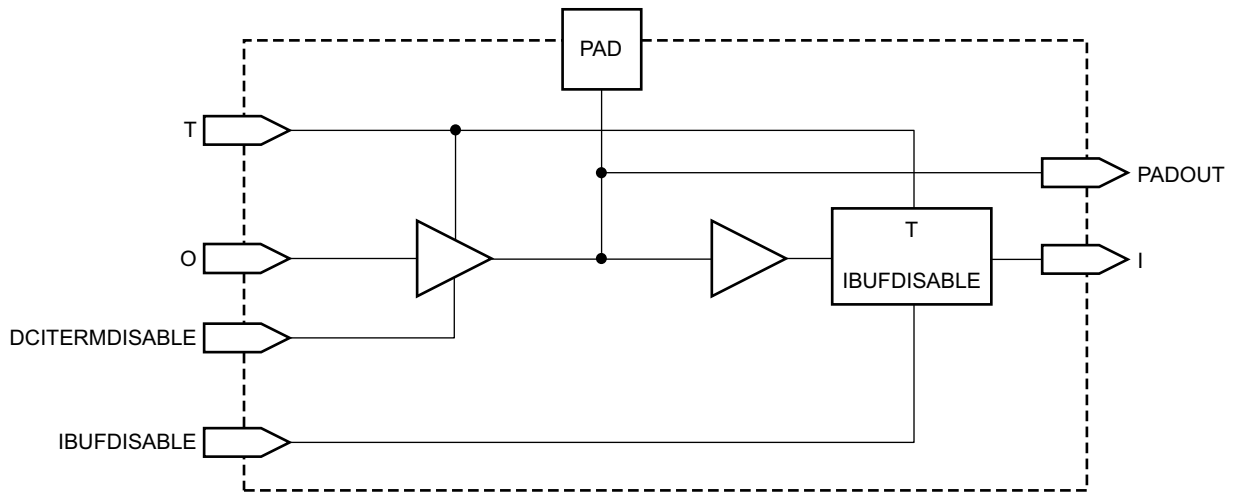 PAD
T
PADOUT
T
O
I
IBUFDISABLE
DCITERMDISABLE
IBUFDISABLE